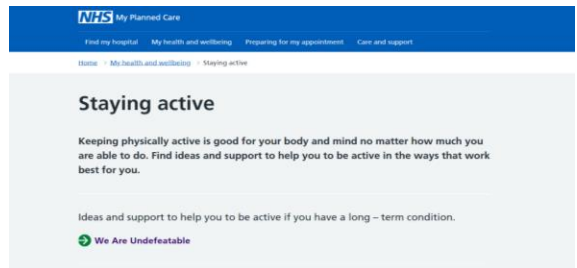 NHS My Planned Care
Find my hospital My health and wellbeing Preparing for my appointment Care and support
Home > My health and wellbeing > Staying active
Staying active
Keeping physically active is good for your body and mind no matter how much you
are able to do. Find ideas and support to help you to be active in the ways that work
best for you.
Ideas and support to help you to be active if you have a long – term condition.
We Are Undefeatable